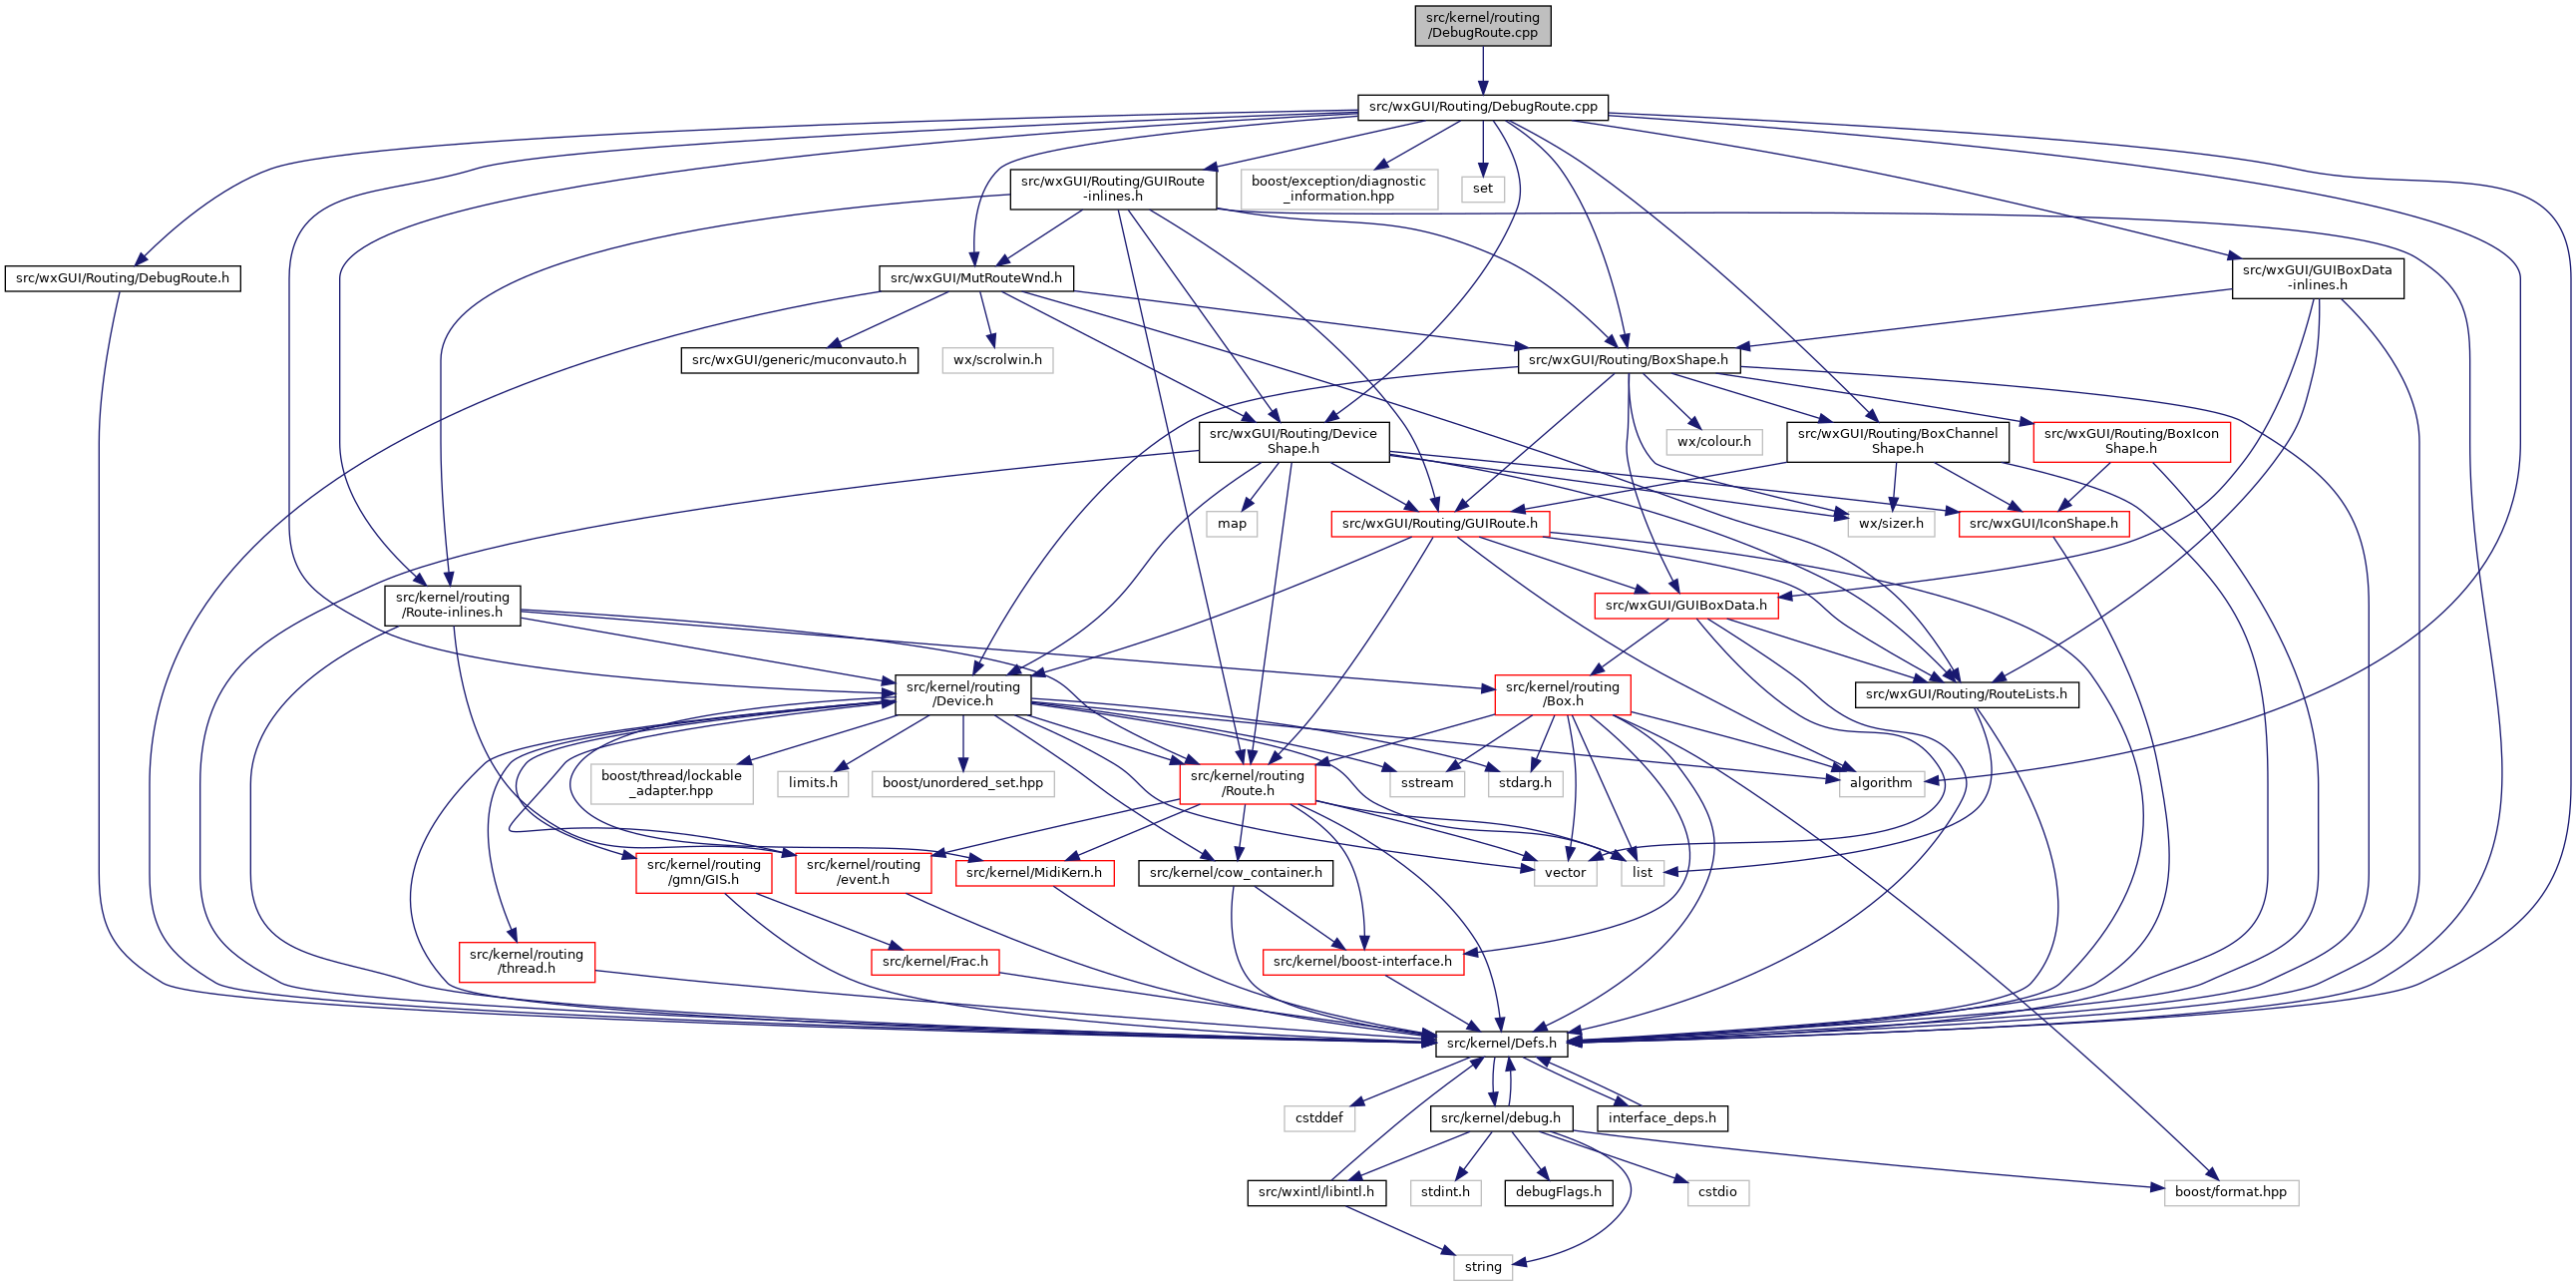 src/kernel/routing
/DebugRoute.cpp
src/wxGUI/Routing/DebugRoute.cpp
src/wxGUI/Routing/GUIRoute
-inlines.h
boost/exception/diagnostic
_information.hpp
set
src/wxGUI/Routing/DebugRoute.h
src/wxGUI/MutRouteWnd.h
src/wxGUI/GUIBoxData
-inlines.h
src/wxGUI/generic/muconvauto.h
wx/scrolwin.h
src/wxGUI/Routing/BoxShape.h
src/wxGUI/Routing/Device
Shape.h
wx/colour.h
src/wxGUI/Routing/BoxChannel
Shape.h
src/wxGUI/Routing/BoxIcon
Shape.h
map
src/wxGUI/Routing/GUIRoute.h
wx/sizer.h
src/wxGUI/IconShape.h
src/kernel/routing
/Route-inlines.h
src/wxGUI/GUIBoxData.h
src/kernel/routing
/Device.h
src/kernel/routing
/Box.h
src/wxGUI/Routing/RouteLists.h
boost/thread/lockable
_adapter.hpp
limits.h
boost/unordered_set.hpp
src/kernel/routing
/Route.h
sstream
stdarg.h
algorithm
src/kernel/routing
/gmn/GIS.h
src/kernel/routing
/event.h
src/kernel/MidiKern.h
src/kernel/cow_container.h
vector
list
src/kernel/routing
/thread.h
src/kernel/Frac.h
src/kernel/boost-interface.h
src/kernel/Defs.h
cstddef
src/kernel/debug.h
interface_deps.h
src/wxintl/libintl.h
stdint.h
debugFlags.h
cstdio
boost/format.hpp
string